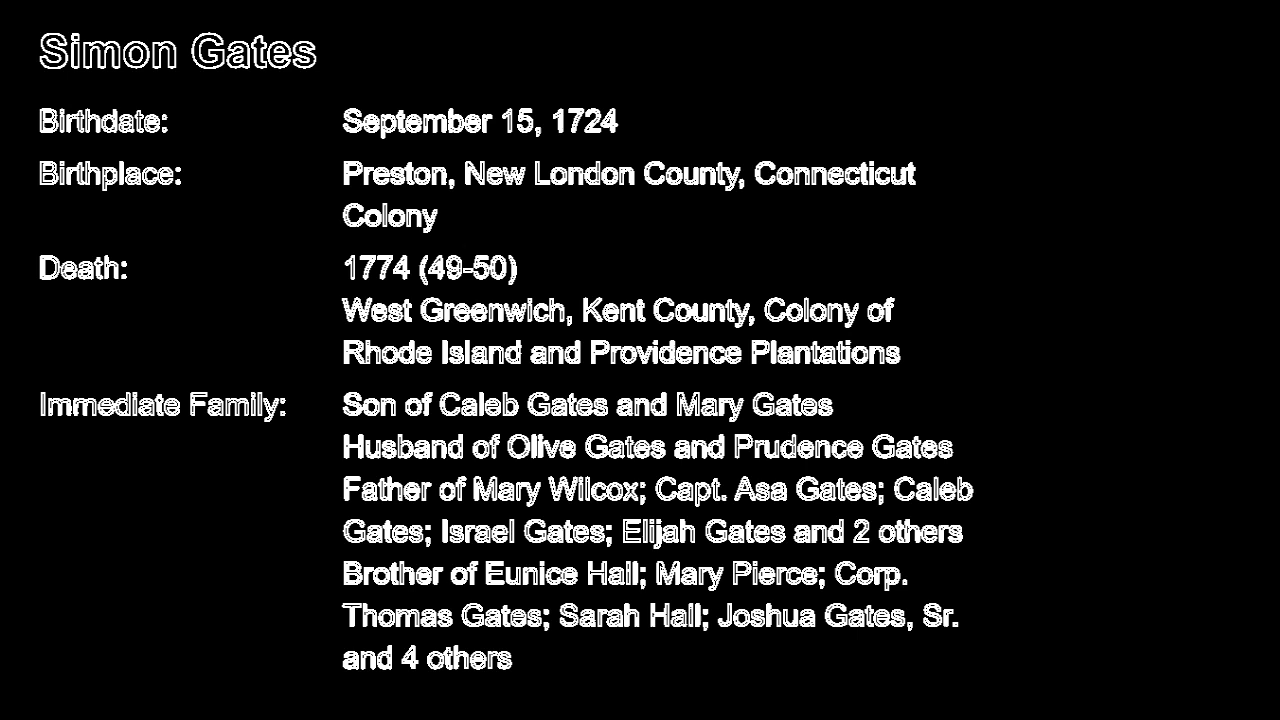 Simon Gates
Birthdate: September 15, 1724
Birthplace: Preston, New London County, Connecticut
Colony
Death: 1774 (49-50)
West Greenwich, Kent County, Colony of
Rhode Island and Providence Plantations
Immediate Family: Son of Caleb Gates and Mary Gates
Husband of Olive Gates and Prudence Gates
Father of Mary Wilcox; Capt. Asa Gates; Caleb
Gates; Israel Gates; Elijah Gates and 2 others
Brother of Eunice Hall; Mary Pierce; Corp.
Thomas Gates; Sarah Hall; Joshua Gates, Sr.
and 4 others